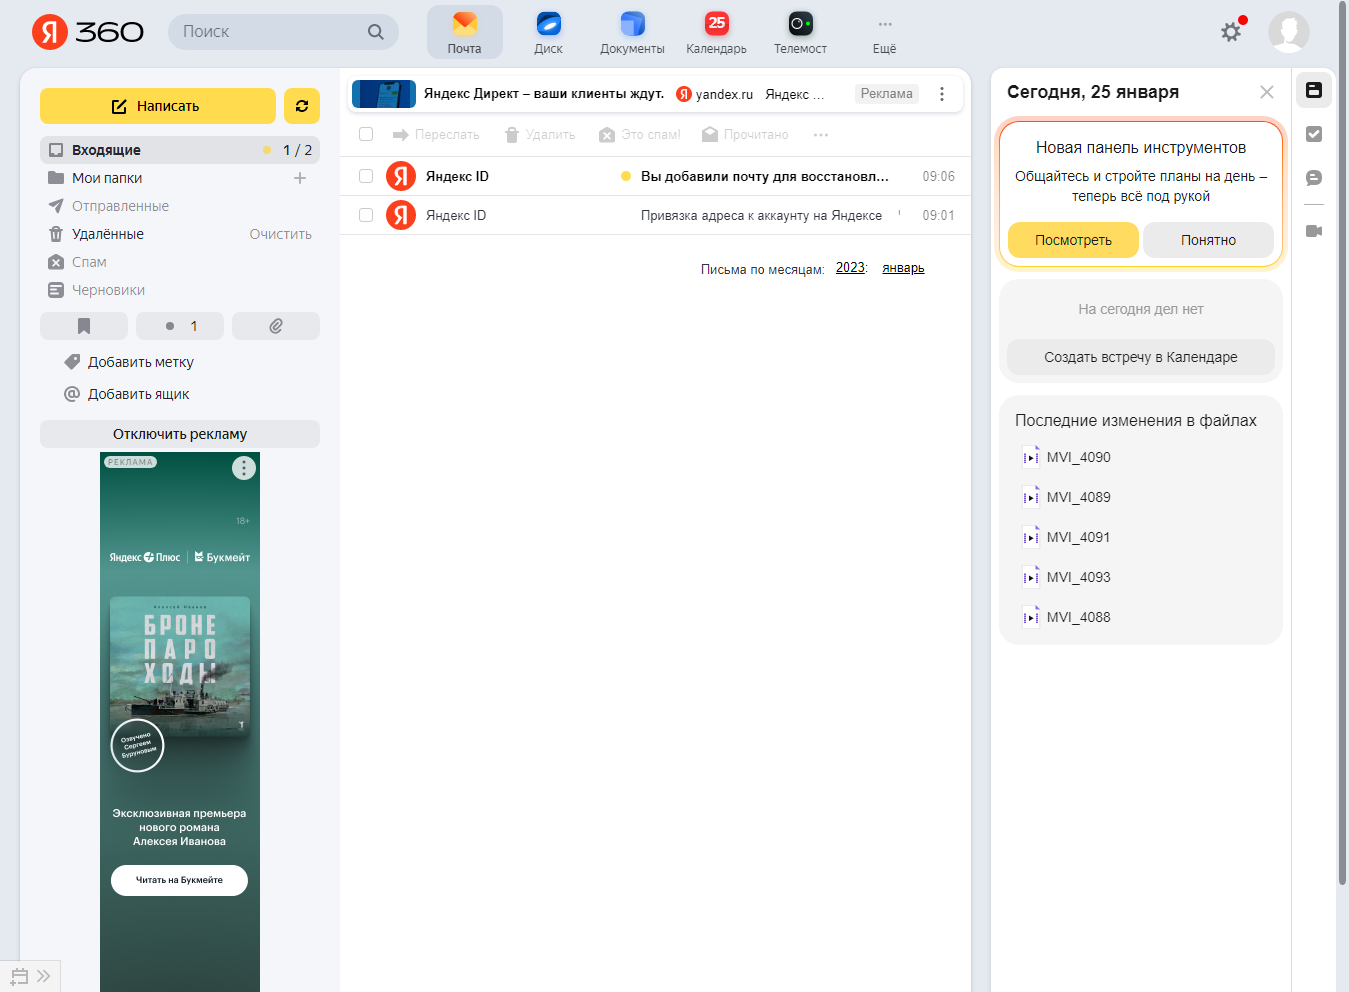 Я 360
Поиск
Почта
Диск
Документы
25
Календарь
Телемост
Ещё
Написать
Входящие 1 / 2
Мои папки
Отправленные
Удалённые Очистить
Спам
Черновики
1
Добавить метку
Добавить ящик
Отключить рекламу
РЕКЛАМА
18+
Яндекс Плюс Букмейт
Алексей Иванов
БРОНЕ
ПАРО
ХОДЫ
Озвучено
Сергеем
Буруновым
Эксклюзивная премьера
нового романа
Алексея Иванова
Читать на Букмейте
Яндекс Директ – ваши клиенты ждут. Я yandex.ru Яндекс ... Реклама
Переслать Удалить Это спам! Прочитано
Я Яндекс ID Вы добавили почту для восстановл... 09:06
Я Яндекс ID Привязка адреса к аккаунту на Яндексе 09:01
Письма по месяцам: 2023: январь
Сегодня, 25 января
Новая панель инструментов
Общайтесь и стройте планы на день –
теперь всё под рукой
Посмотреть Понятно
На сегодня дел нет
Создать встречу в Календаре
Последние изменения в файлах
MVI_4090
MVI_4089
MVI_4091
MVI_4093
MVI_4088